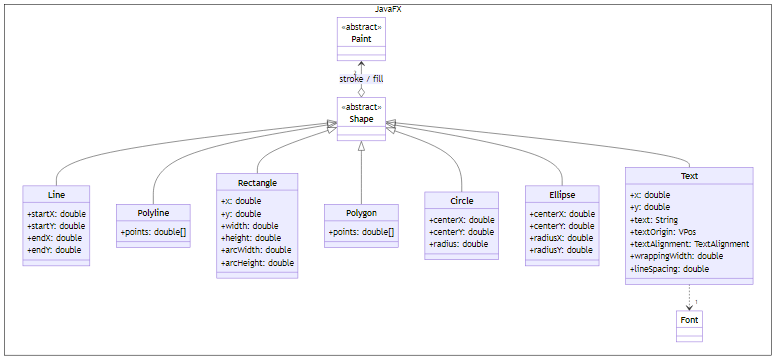 JavaFX
«abstract»
Paint
stroke / fill
«abstract»
Shape
Line
+startX: double
+startY: double
+endX: double
+endY: double
Polyline
+points: double[]
Rectangle
+x: double
+y: double
+width: double
+height: double
+arcWidth: double
+arcHeight: double
Polygon
+points: double[]
Circle
+centerX: double
+centerY: double
+radius: double
Ellipse
+centerX: double
+centerY: double
+radiusX: double
+radiusY: double
Text
+x: double
+y: double
+text: String
+textOrigin: VPos
+textAlignment: TextAlignment
+wrappingWidth: double
+lineSpacing: double
1
Font